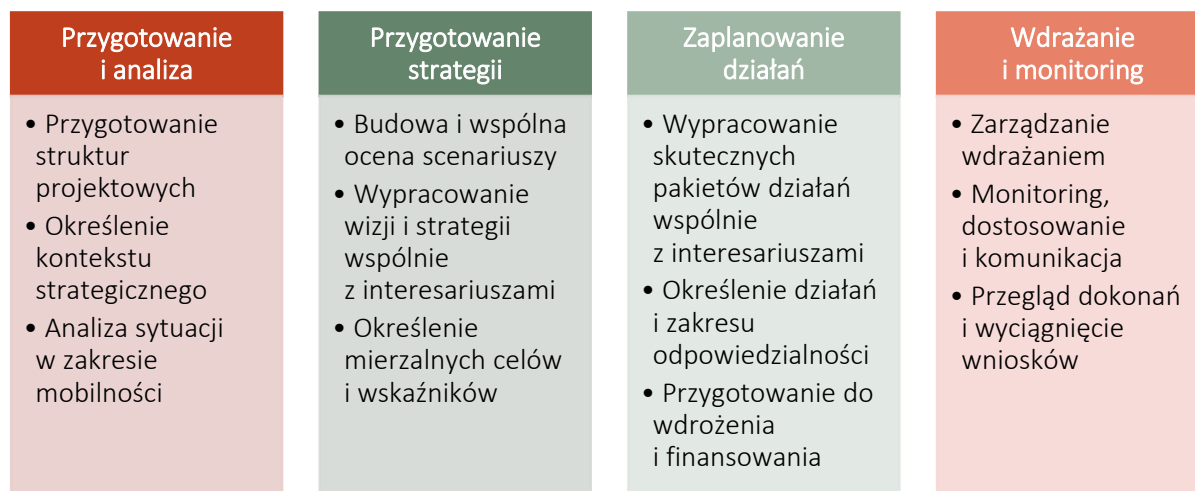 Przygotowanie
i analiza
• Przygotowanie
struktur
projektowych
• Określenie
kontekstu
strategicznego
• Analiza sytuacji
w zakresie
mobilności
Przygotowanie
strategii
• Budowa i wspólna
ocena scenariuszy
• Wypracowanie
wizji i strategii
wspólnie
z interesariuszami
• Określenie
mierzalnych celów
i wskaźników
Zaplanowanie
działań
• Wypracowanie
skutecznych
pakietów działań
wspólnie
z interesariuszami
• Określenie działań
i zakresu
odpowiedzialności
• Przygotowanie do
wdrożenia
i finansowania
Wdrażanie
i monitoring
• Zarządzanie
wdrażaniem
• Monitoring,
dostosowanie
i komunikacja
• Przegląd dokonań
i wyciągnięcie
wniosków